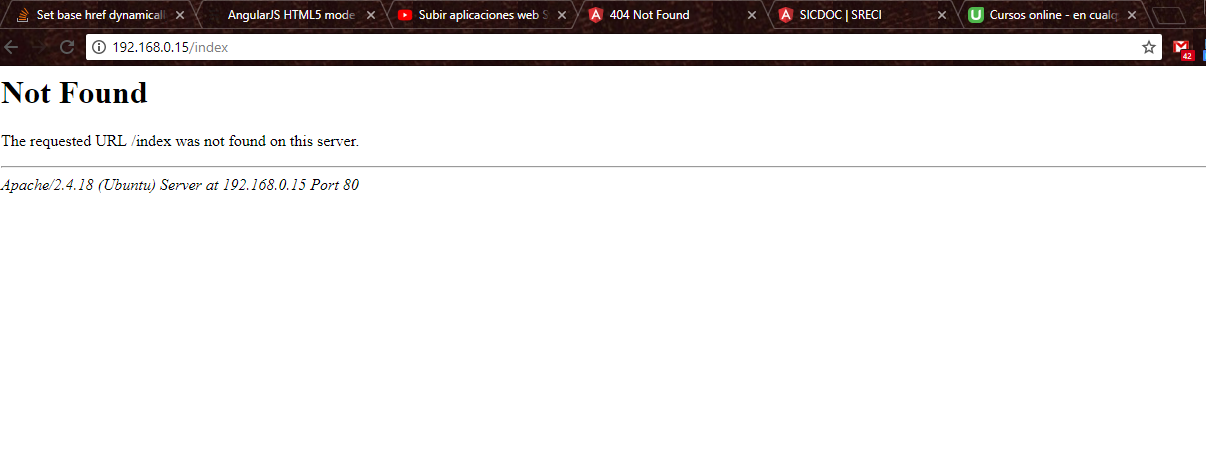 Set base href dynamicall
AngularJS HTML5 mode
Subir aplicaciones web S
404 Not Found
SICDOC | SRECI
Cursos online - en cualq
192.168.0.15/index
42
Not Found
The requested URL /index was not found on this server.
Apache/2.4.18 (Ubuntu) Server at 192.168.0.15 Port 80